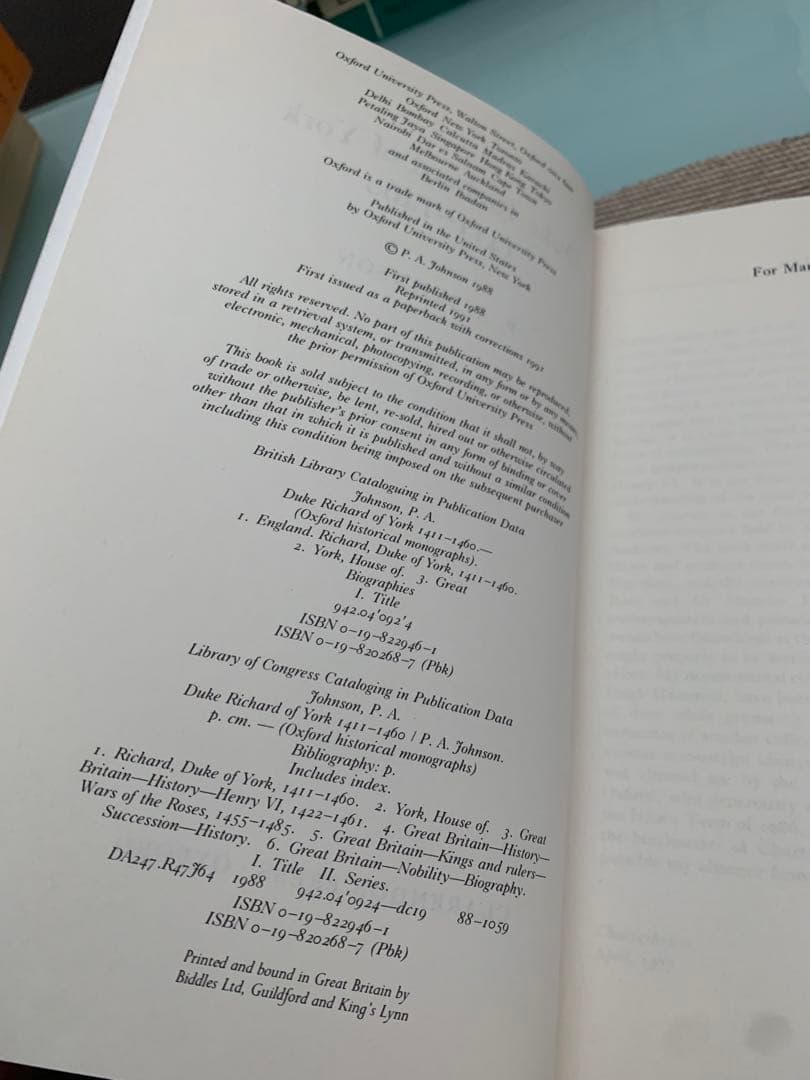 Oxford University Press, Walton Street, Oxford
Oxford New York Toronto
Delhi Bombay Calcutta Madras Karachi
Petaling Jaya Singapore Hong Kong Tokyo
Nairobi Dar es Salaam Cape Town
Melbourne Auckland
and associated companies in
Berlin Ibadan
Oxford is a trade mark of Oxford University Press
Published in the United States
by Oxford University Press, New York
© P. A. Johnson 1988
First published 1988
Reprinted 1991
First issued as a paperback with corrections 1991
All rights reserved. No part of this publication may be reproduced,
stored in a retrieval system, or transmitted, in any form or by any means,
electronic, mechanical, photocopying, recording, or otherwise, without
the prior permission of Oxford University Press
This book is sold subject to the condition that it shall not, by way
of trade or otherwise, be lent, re-sold, hired out or otherwise circulated
without the publisher's prior consent in any form of binding or cover
other than that in which it is published and without a similar condition
including this condition being imposed on the subsequent purchaser
British Library Cataloguing in Publication Data
Johnson, P. A.
Duke Richard of York 1411–1460.—
(Oxford historical monographs).
1. England. Richard, Duke of York, 1411–1460.
2. York, House of. 3. Great
Biographies
I. Title
942.04'092'4
ISBN 0–19–822946–1
ISBN 0–19–820268–7 (Pbk)
Library of Congress Cataloging in Publication Data
Johnson, P. A.
Duke Richard of York 1411–1460 / P. A. Johnson.
p. cm. — (Oxford historical monographs)
Bibliography: p.
Includes index.
1. Richard, Duke of York, 1411–1460. 2. York, House of. 3. Great
Britain—History—Henry VI, 1422–1461. 4. Great Britain—History—
Wars of the Roses, 1455–1485. 5. Great Britain—Kings and rulers—
Succession—History. 6. Great Britain—Nobility—Biography.
I. Title II. Series.
DA247.R47J64 1988 942.04'0924—dc19 88–1059
ISBN 0–19–822946–1
ISBN 0–19–820268–7 (Pbk)
Printed and bound in Great Britain by
Biddles Ltd, Guildford and King's Lynn
For